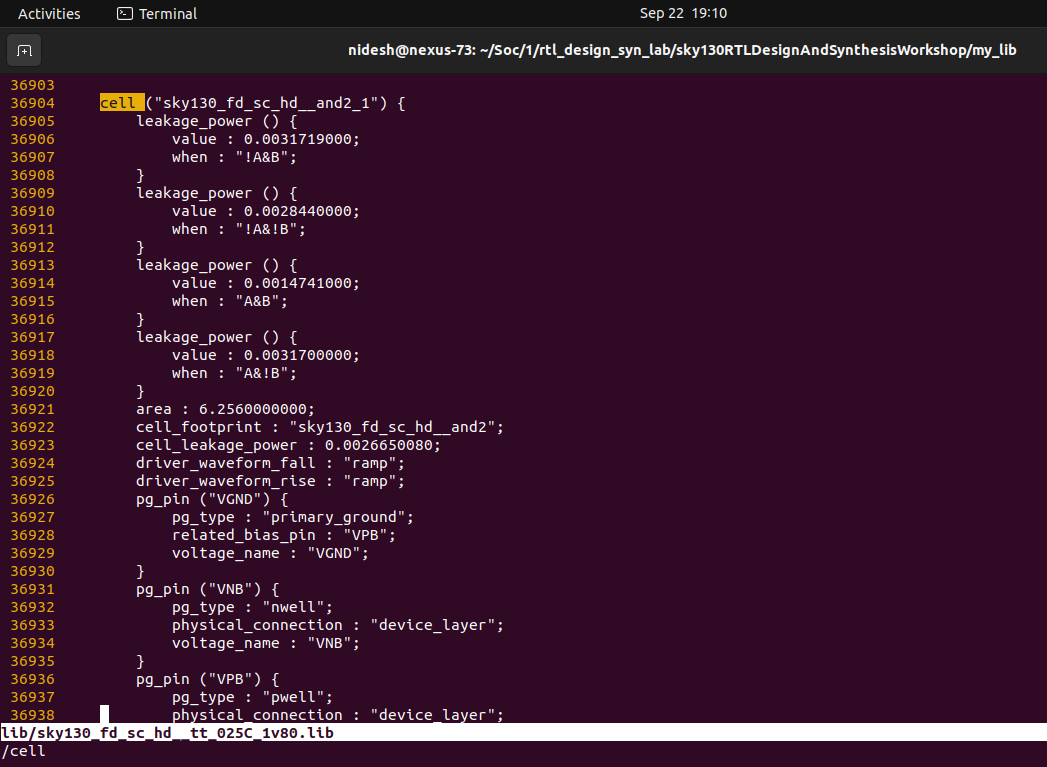 Activities Terminal Sep 22 19:10
nidesh@nexus-73: ~/Soc/1/rtl_design_syn_lab/sky130RTLDesignAndSynthesisWorkshop/my_lib
36903
36904     cell ("sky130_fd_sc_hd__and2_1") {
36905         leakage_power () {
36906             value : 0.0031719000;
36907             when : "!A&B";
36908         }
36909         leakage_power () {
36910             value : 0.0028440000;
36911             when : "!A&!B";
36912         }
36913         leakage_power () {
36914             value : 0.0014741000;
36915             when : "A&B";
36916         }
36917         leakage_power () {
36918             value : 0.0031700000;
36919             when : "A&!B";
36920         }
36921         area : 6.2560000000;
36922         cell_footprint : "sky130_fd_sc_hd__and2";
36923         cell_leakage_power : 0.0026650080;
36924         driver_waveform_fall : "ramp";
36925         driver_waveform_rise : "ramp";
36926         pg_pin ("VGND") {
36927             pg_type : "primary_ground";
36928             related_bias_pin : "VPB";
36929             voltage_name : "VGND";
36930         }
36931         pg_pin ("VNB") {
36932             pg_type : "nwell";
36933             physical_connection : "device_layer";
36934             voltage_name : "VNB";
36935         }
36936         pg_pin ("VPB") {
36937             pg_type : "pwell";
36938             physical_connection : "device_layer";
lib/sky130_fd_sc_hd__tt_025C_1v80.lib
/cell